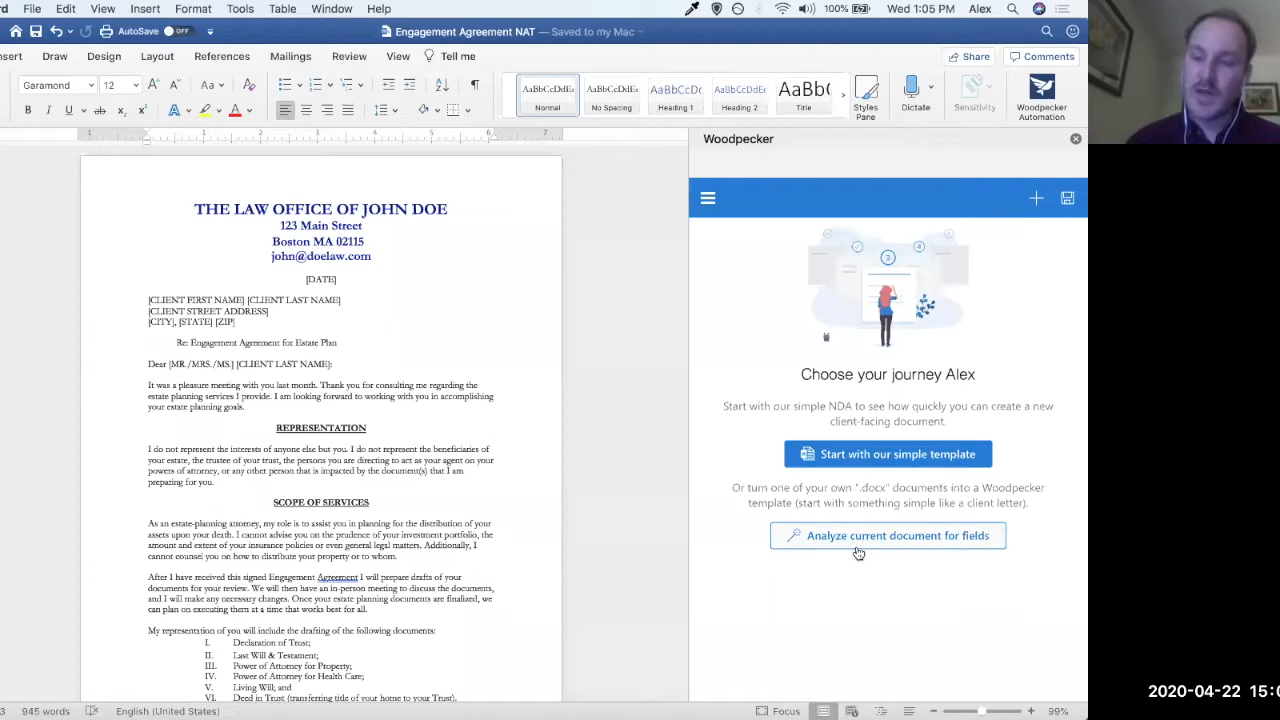 File Edit View Insert Format Tools Table Window Help 100% Wed 1:05 PM Alex
AutoSave OFF Engagement Agreement NAT — Saved to my Mac
Draw Design Layout References Mailings Review View Tell me Share Comments
Garamond 12 Aa
AaBbCcDdEe AaBbCcDdEe AaBbCcDc AaBbCcDdEe AaBb(
Normal No Spacing Heading 1 Heading 2 Title Styles Pane Dictate Sensitivity Woodpecker Automation
B I U ab x x A A
1 1 2 3 4 5 6 7
Woodpecker
THE LAW OFFICE OF JOHN DOE
123 Main Street
Boston MA 02115
john@doelaw.com
[DATE]
[CLIENT FIRST NAME] [CLIENT LAST NAME]
[CLIENT STREET ADDRESS]
[CITY], [STATE] [ZIP]
Re: Engagement Agreement for Estate Plan
Dear [MR./MRS./MS.] [CLIENT LAST NAME]:
It was a pleasure meeting with you last month. Thank you for consulting me regarding the
estate planning services I provide. I am looking forward to working with you in accomplishing
your estate planning goals.
REPRESENTATION
I do not represent the interests of anyone else but you. I do not represent the beneficiaries of
your estate, the trustee of your trust, the persons you are directing to act as your agent on your
powers of attorney, or any other person that is impacted by the document(s) that I am
preparing for you.
SCOPE OF SERVICES
As an estate-planning attorney, my role is to assist you in planning for the distribution of your
assets upon your death. I cannot advise you on the prudence of your investment portfolio, the
amount and extent of your insurance policies or even general legal matters. Additionally, I
cannot counsel you on how to distribute your property or to whom.
After I have received this signed Engagement Agreement I will prepare drafts of your
documents for your review. We will then have an in-person meeting to discuss the documents,
and I will make any necessary changes. Once your estate planning documents are finalized, we
can plan on executing them at a time that works best for all.
My representation of you will include the drafting of the following documents:
I. Declaration of Trust;
II. Last Will & Testament;
III. Power of Attorney for Property;
IV. Power of Attorney for Health Care;
V. Living Will; and
VI. Deed in Trust (transferring title of your home to your Trust).
3
4
Choose your journey Alex
Start with our simple NDA to see how quickly you can create a new
client-facing document.
Start with our simple template
Or turn one of your own ".docx" documents into a Woodpecker
template (start with something simple like a client letter).
Analyze current document for fields
3 945 words English (United States) Focus 99%
2020-04-22 15:0